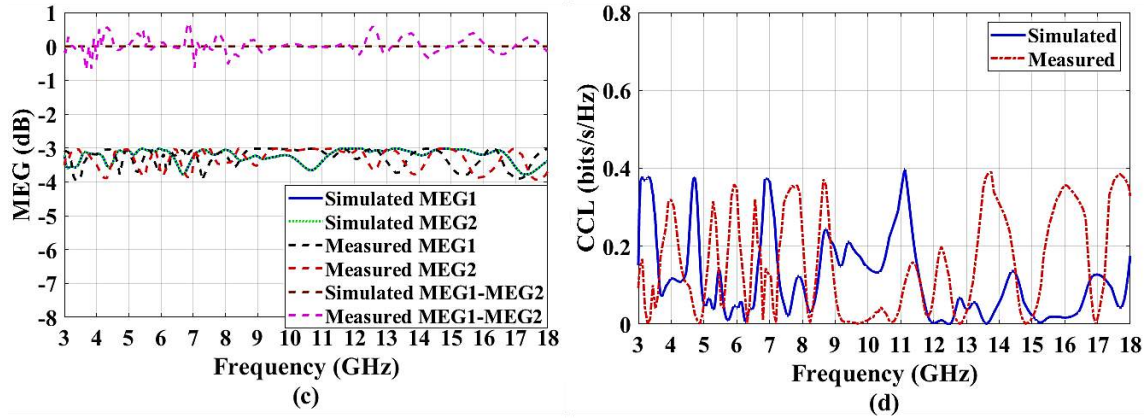 1
0
-1
-2
-3
-4
-5
-6
-7
-8
MEG (dB)
3 4 5 6 7 8 9 10 11 12 13 14 15 16 17 18
Frequency (GHz)
(c)
Simulated MEG1
Simulated MEG2
Measured MEG1
Measured MEG2
Simulated MEG1-MEG2
Measured MEG1-MEG2
0.8
0.6
0.4
0.2
0
CCL (bits/s/Hz)
3 4 5 6 7 8 9 10 11 12 13 14 15 16 17 18
Frequency (GHz)
(d)
Simulated
Measured